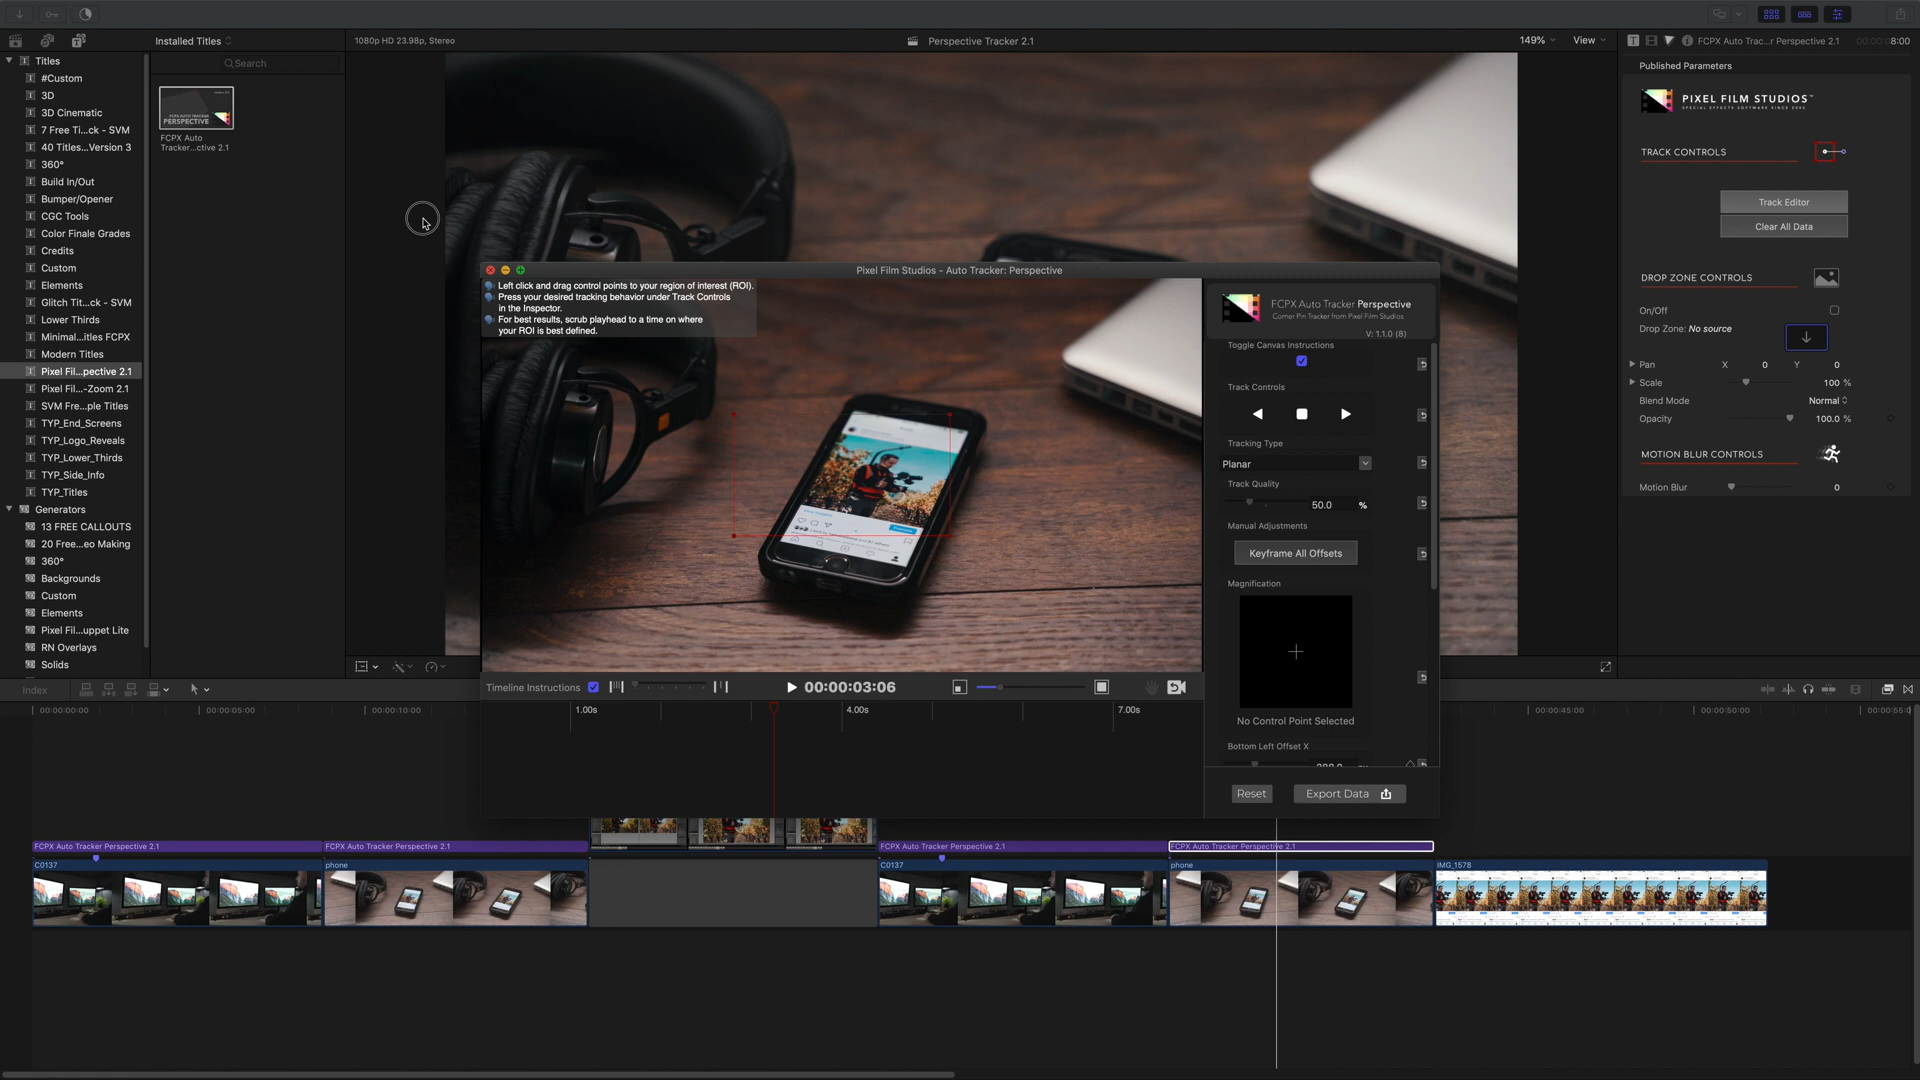 Installed Titles
1080p HD 23.98p, Stereo
Perspective Tracker 2.1
149%
View
FCPX Auto Trac...r Perspective 2.1
8:00
Titles
#Custom
3D
3D Cinematic
7 Free Ti...ck - SVM
40 Titles...Version 3
360°
Build In/Out
Bumper/Opener
CGC Tools
Color Finale Grades
Credits
Custom
Elements
Glitch Tit...ck - SVM
Lower Thirds
Minimal...itles FCPX
Modern Titles
Pixel Fil...pective 2.1
Pixel Fil...-Zoom 2.1
SVM Fre...ple Titles
TYP_End_Screens
TYP_Logo_Reveals
TYP_Lower_Thirds
TYP_Side_Info
TYP_Titles
Generators
13 FREE CALLOUTS
20 Free...eo Making
360°
Backgrounds
Custom
Elements
Pixel Fil...uppet Lite
RN Overlays
Solids
Search
PERSPECTIVE
FCPX Auto
Tracker...ctive 2.1
Pixel Film Studios - Auto Tracker: Perspective
Left click and drag control points to your region of interest (ROI).
Press your desired tracking behavior under Track Controls
in the Inspector.
For best results, scrub playhead to a time on where
your ROI is best defined.
FCPX Auto Tracker Perspective
Corner Pin Tracker from Pixel Film Studios
V: 1.1.0 (8)
Toggle Canvas Instructions
Track Controls
Tracking Type
Planar
Track Quality
50.0 %
Manual Adjustments
Keyframe All Offsets
Magnification
No Control Point Selected
Bottom Left Offset X
Reset
Export Data
Timeline Instructions
00:00:03:06
1.00s
4.00s
7.00s
Published Parameters
PIXEL FILM STUDIOS™
SPECIAL EFFECTS SOFTWARE SINCE 2006
TRACK CONTROLS
Track Editor
Clear All Data
DROP ZONE CONTROLS
On/Off
Drop Zone: No source
Pan X 0 Y 0
Scale 100 %
Blend Mode Normal
Opacity 100.0 %
MOTION BLUR CONTROLS
Motion Blur 0
Index
00:00:00:00
00:00:05:00
00:00:10:00
00:00:45:00
00:00:50:00
00:00:55:0
FCPX Auto Tracker Perspective 2.1
FCPX Auto Tracker Perspective 2.1
FCPX Auto Tracker Perspective 2.1
FCPX Auto Tracker Perspective 2.1
C0137
phone
C0137
phone
IMG_1578